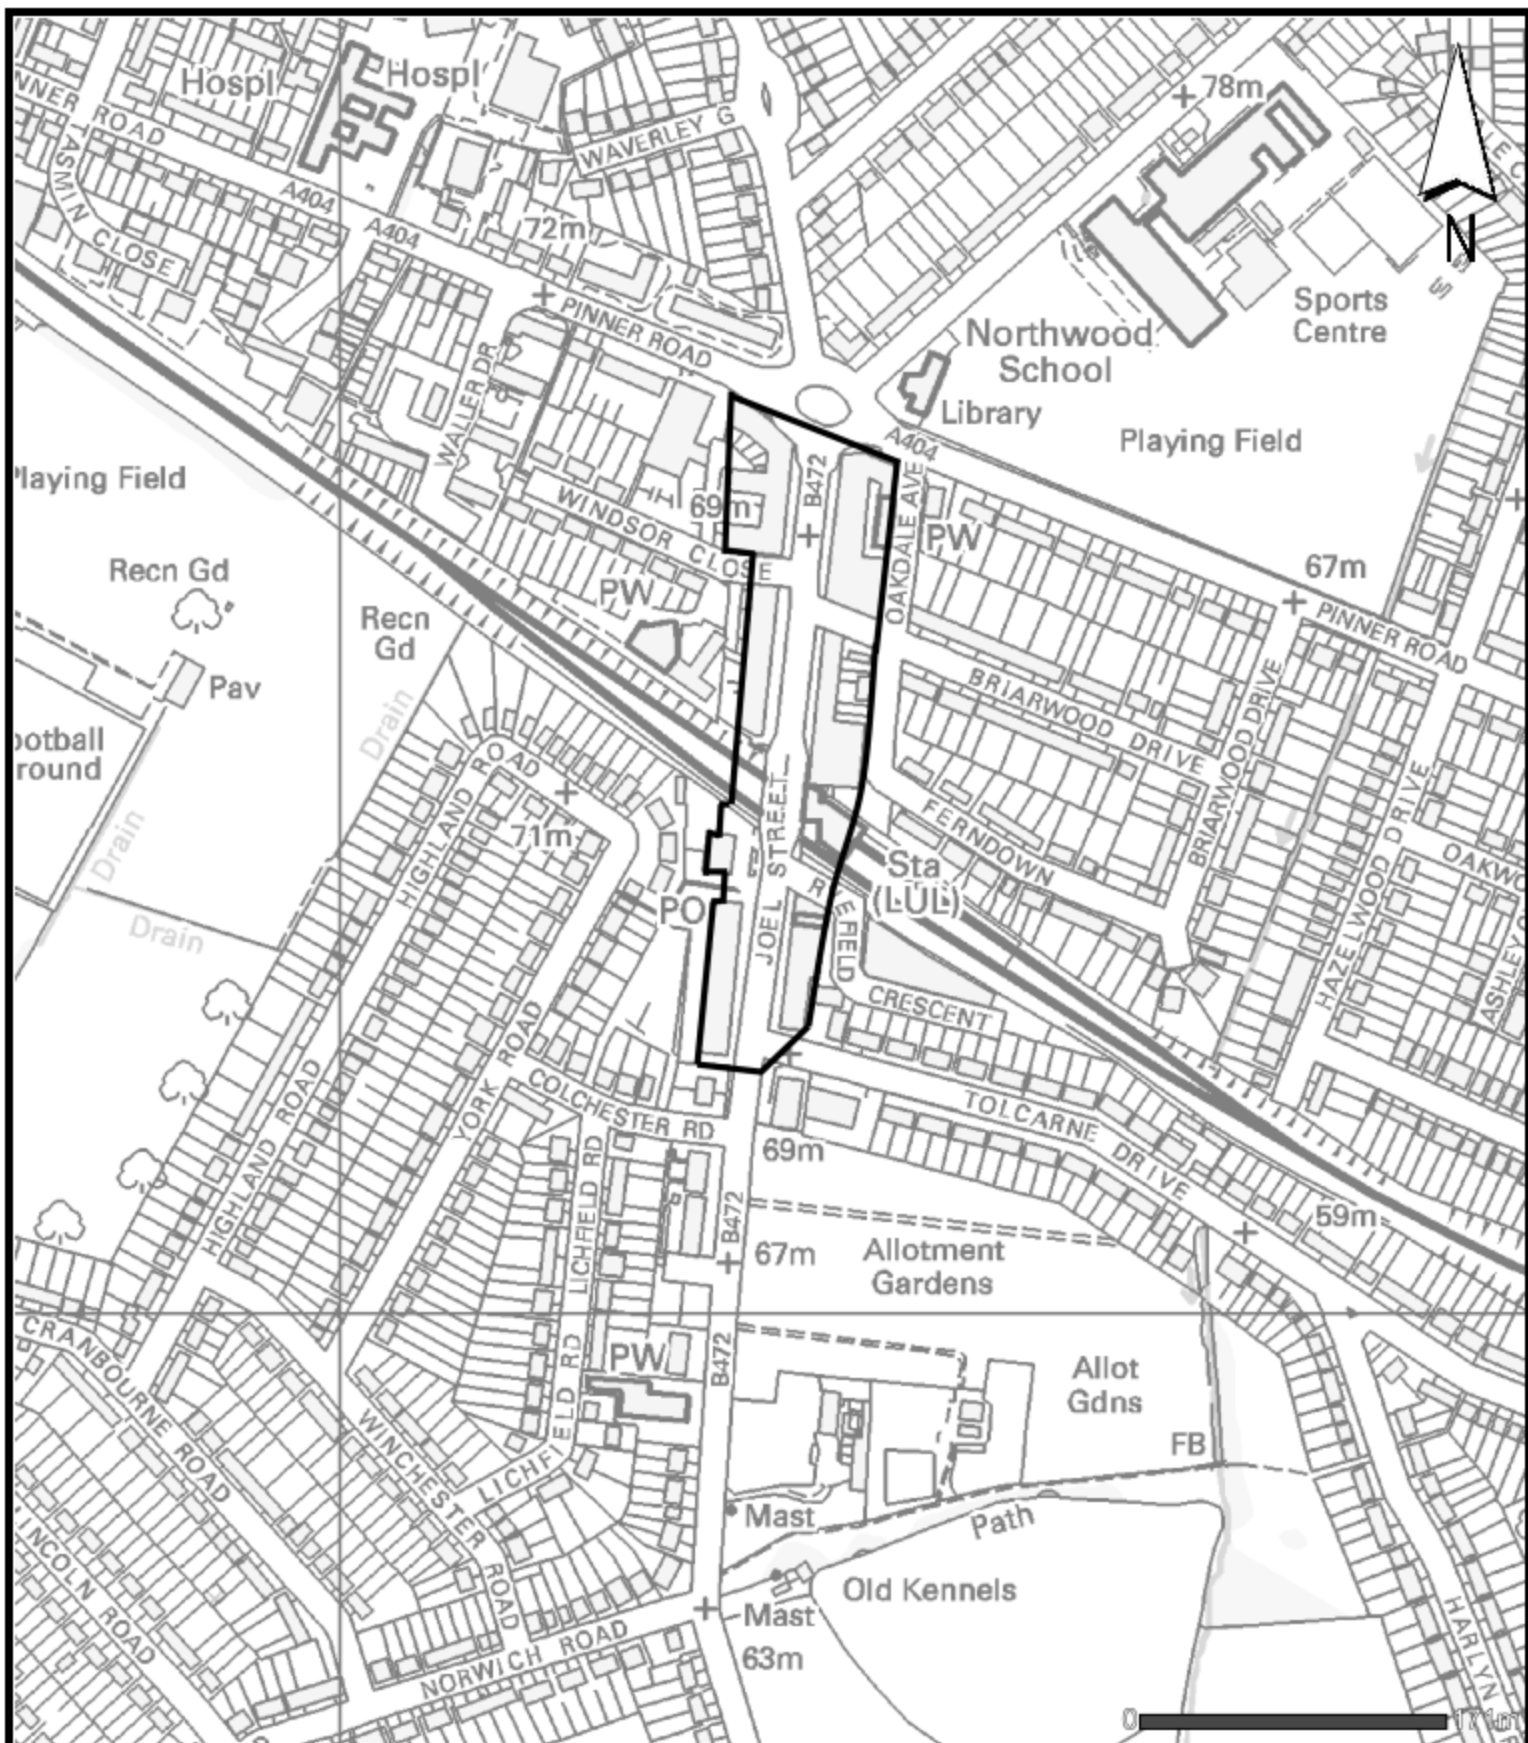 Hospl
Hospl
78m
NNER ROAD
WAVERLEY G
A404
A404
72m
CLOSE
N
Sports
Centre
PINNER ROAD
Northwood
School
WALLER DR
Library
Playing Field
A404
B472
Playing Field
69m
WINDSOR CLOSE
OAKDALE AVE
PW
67m
Recn Gd
PW
PINNER ROAD
Recn
Gd
Pav
BRIARWOOD DRIVE
BRIARWOOD DRIVE
Drain
ootball
round
HIGHLAND ROAD
71m
JOEL STREET
FERNDOWN
HAZELWOOD DRIVE
OAKWO
Drain
Sta
(LUL)
PO
Drain
CRESCENT
ASHLEY
YORK ROAD
COLCHESTER RD
TOLCARNE DRIVE
HIGHLAND ROAD
69m
LICHFIELD RD
B472
67m
Allotment
Gardens
59m
CRANBOURNE ROAD
PW
B472
Allot
Gdns
LICHFIELD RD
WINCHESTER ROAD
FB
Mast
Path
Old Kennels
Mast
LINCOLN ROAD
NORWICH ROAD
63m
HARLYN
0
171m